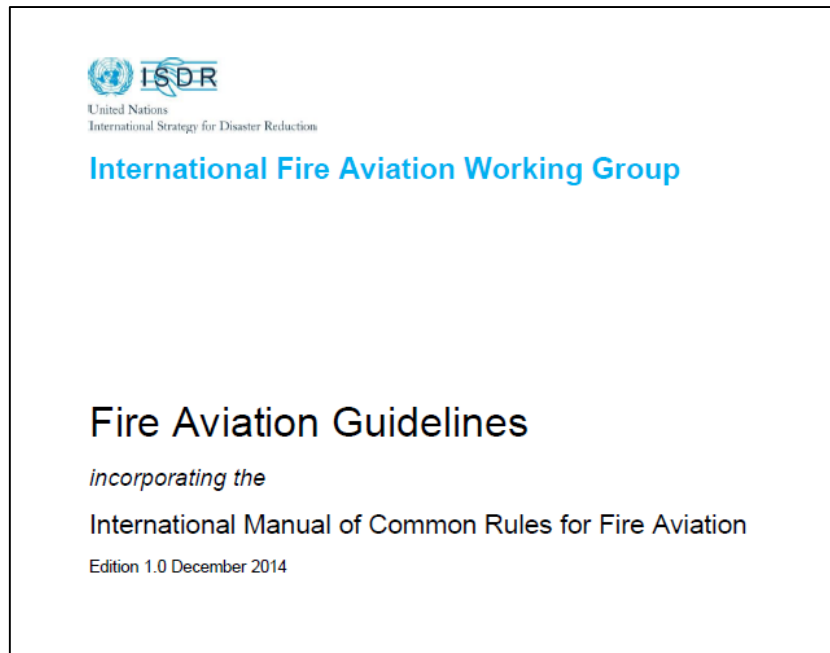 ISDR
United Nations
International Strategy for Disaster Reduction
International Fire Aviation Working Group
Fire Aviation Guidelines
incorporating the
International Manual of Common Rules for Fire Aviation
Edition 1.0 December 2014